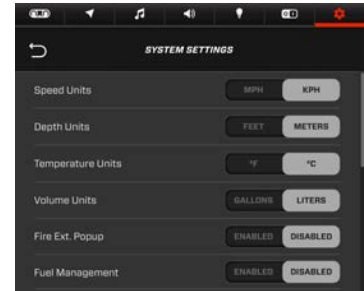 SYSTEM SETTINGS
Speed Units MPH KPH
Depth Units FEET METERS
Temperature Units °F °C
Volume Units GALLONS LITERS
Fire Ext. Popup ENABLED DISABLED
Fuel Management ENABLED DISABLED